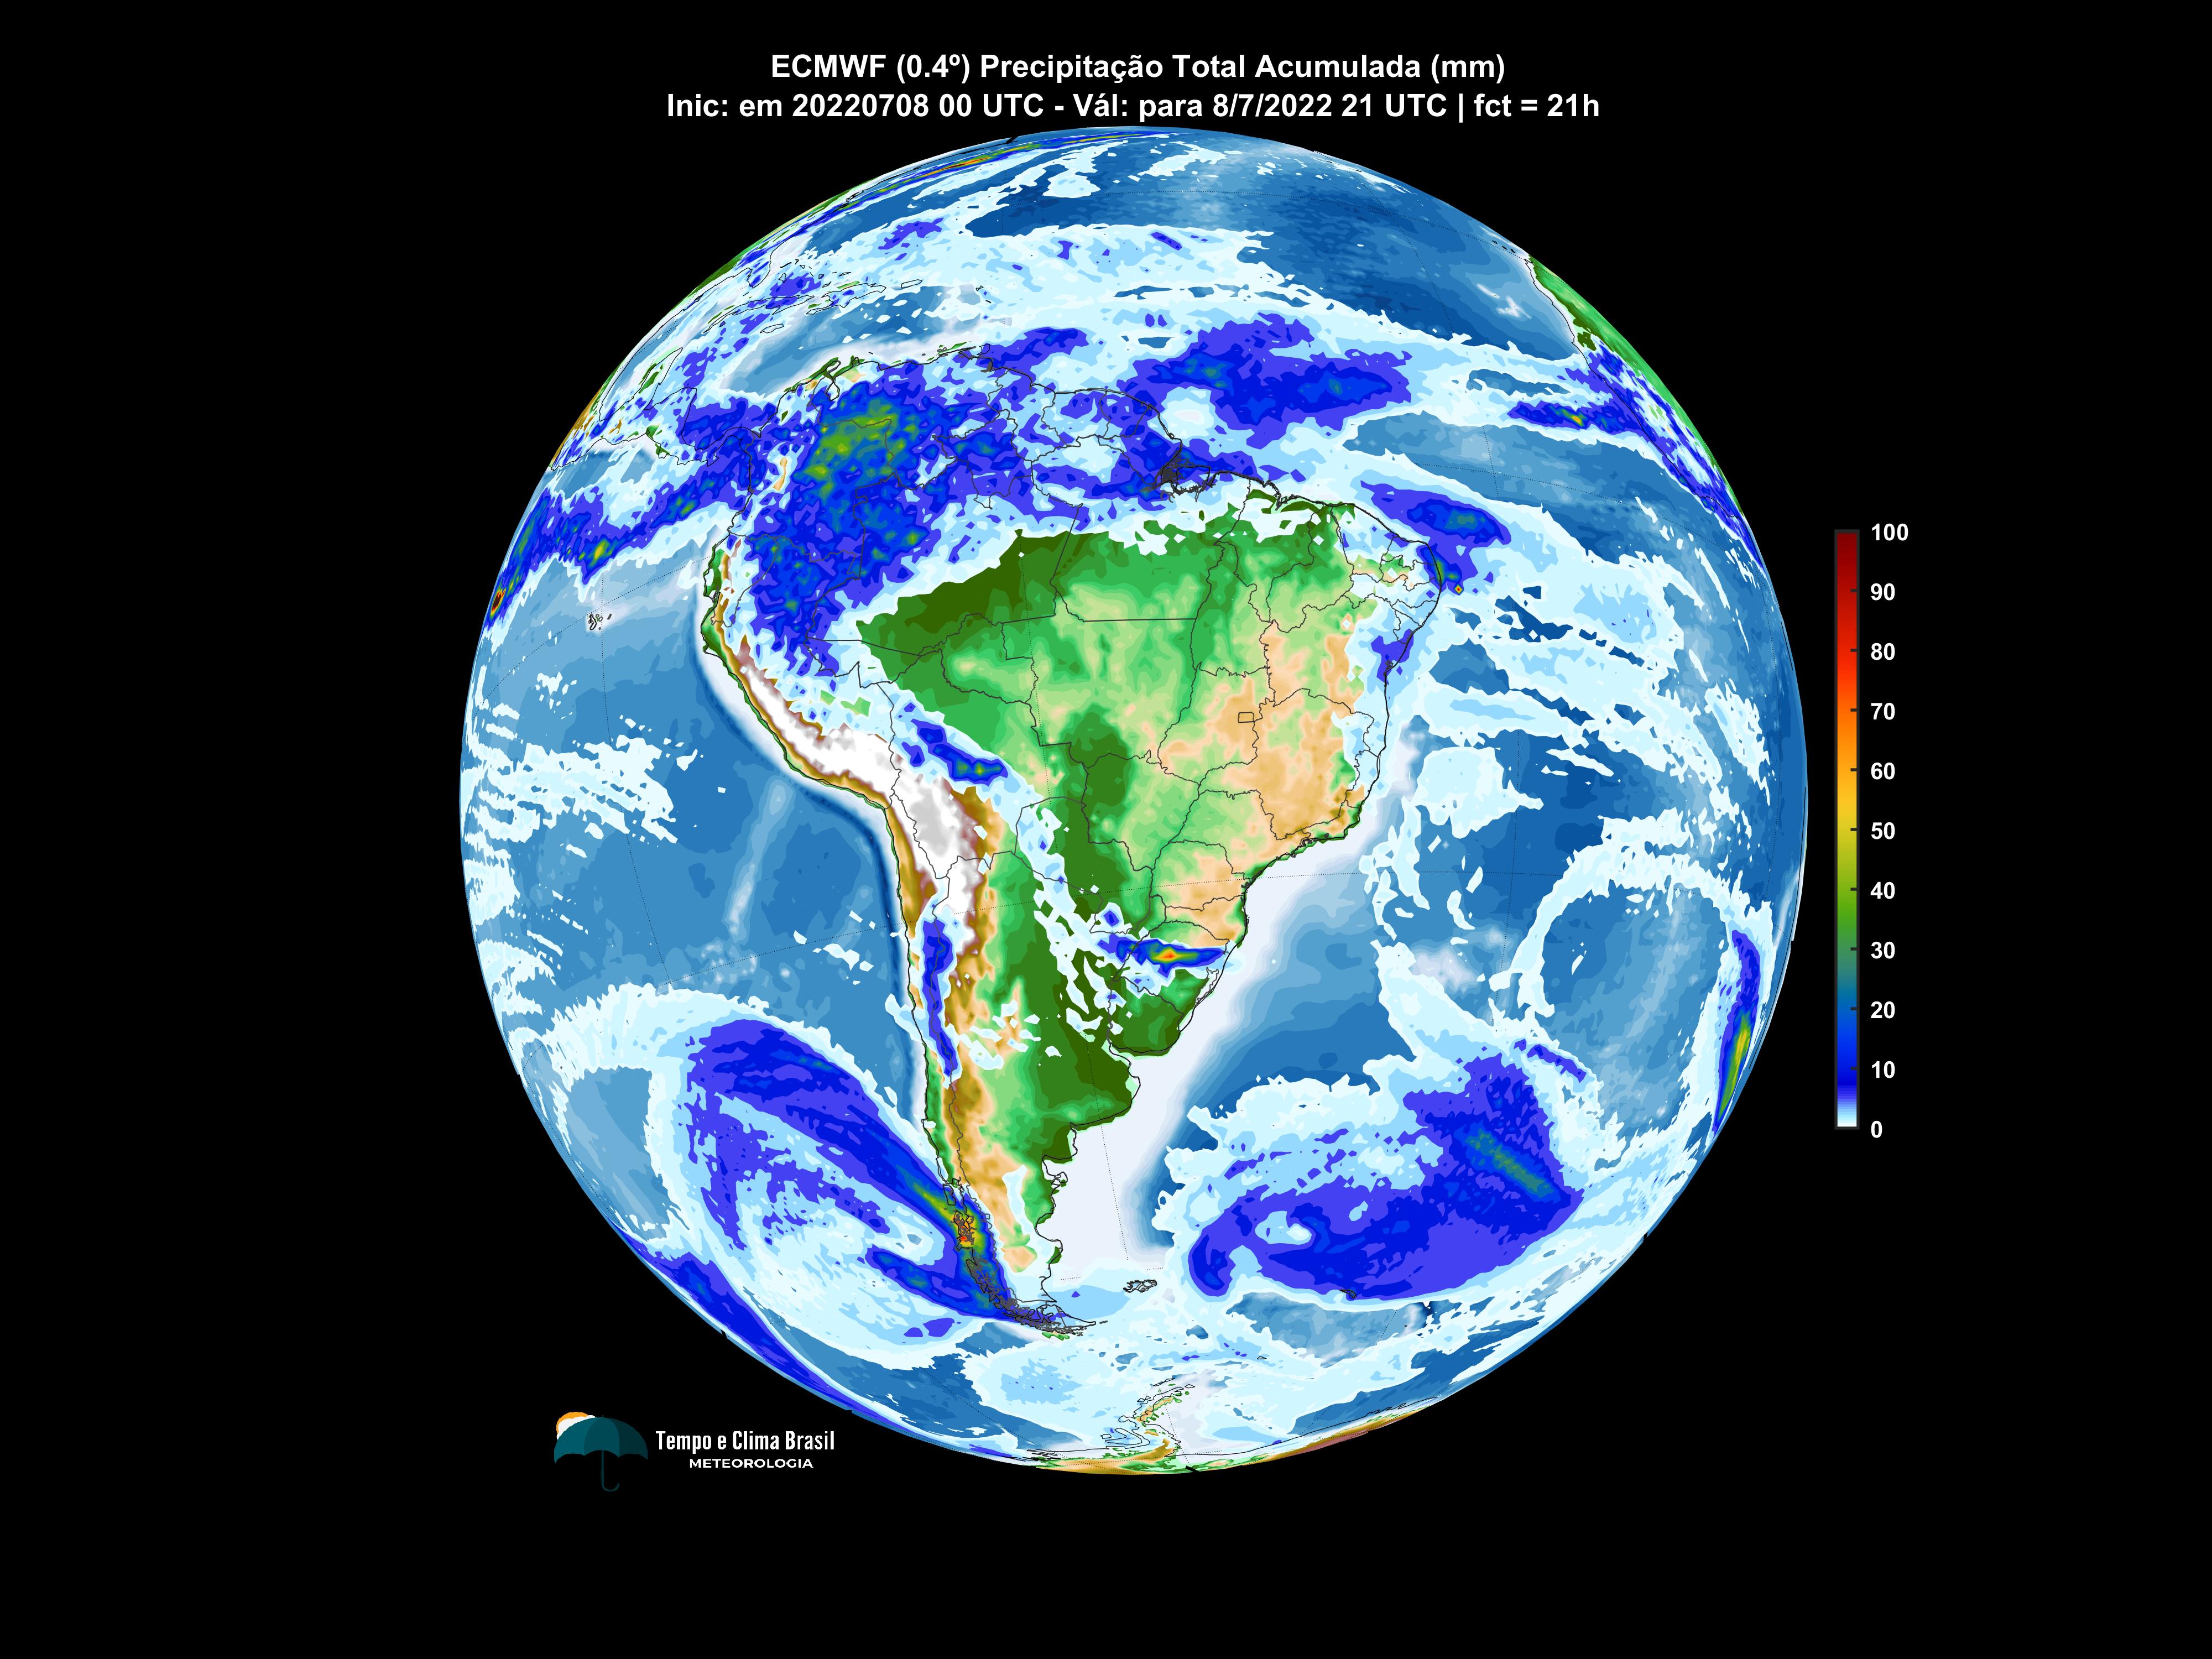 ECMWF (0.4º) Precipitação Total Acumulada (mm)
Inic: em 20220708 00 UTC - Vál: para 8/7/2022 21 UTC | fct = 21h
100
90
80
70
60
50
40
30
20
10
0
Tempo e Clima Brasil
METEOROLOGIA